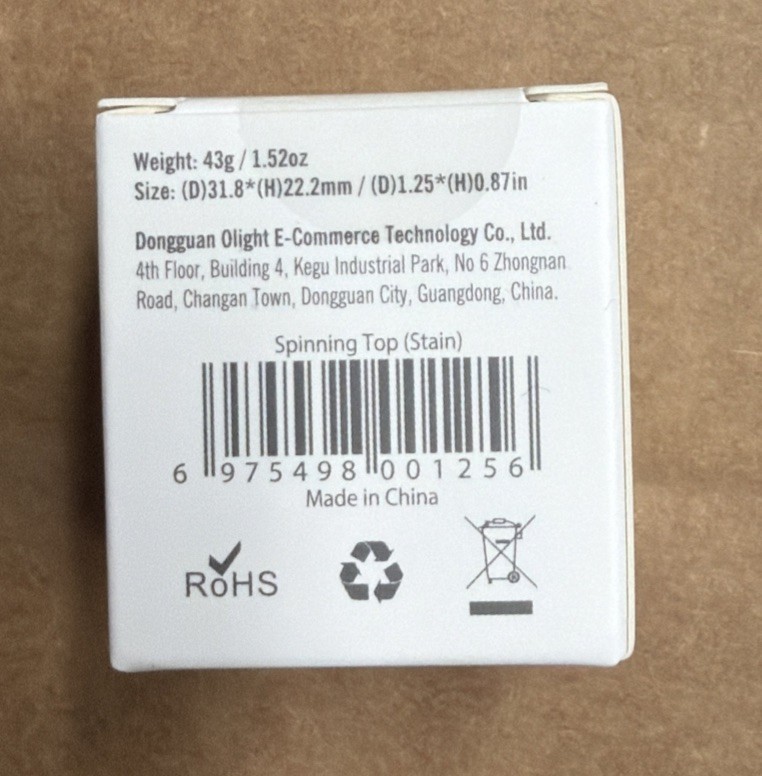 Weight: 43g / 1.52oz
Size: (D)31.8*(H)22.2mm / (D)1.25*(H)0.87in
Dongguan Olight E-Commerce Technology Co., Ltd.
4th Floor, Building 4, Kegu Industrial Park, No 6 Zhongnan
Road, Changan Town, Dongguan City, Guangdong, China.
Spinning Top (Stain)
6 975498 001256
Made in China
RoHS